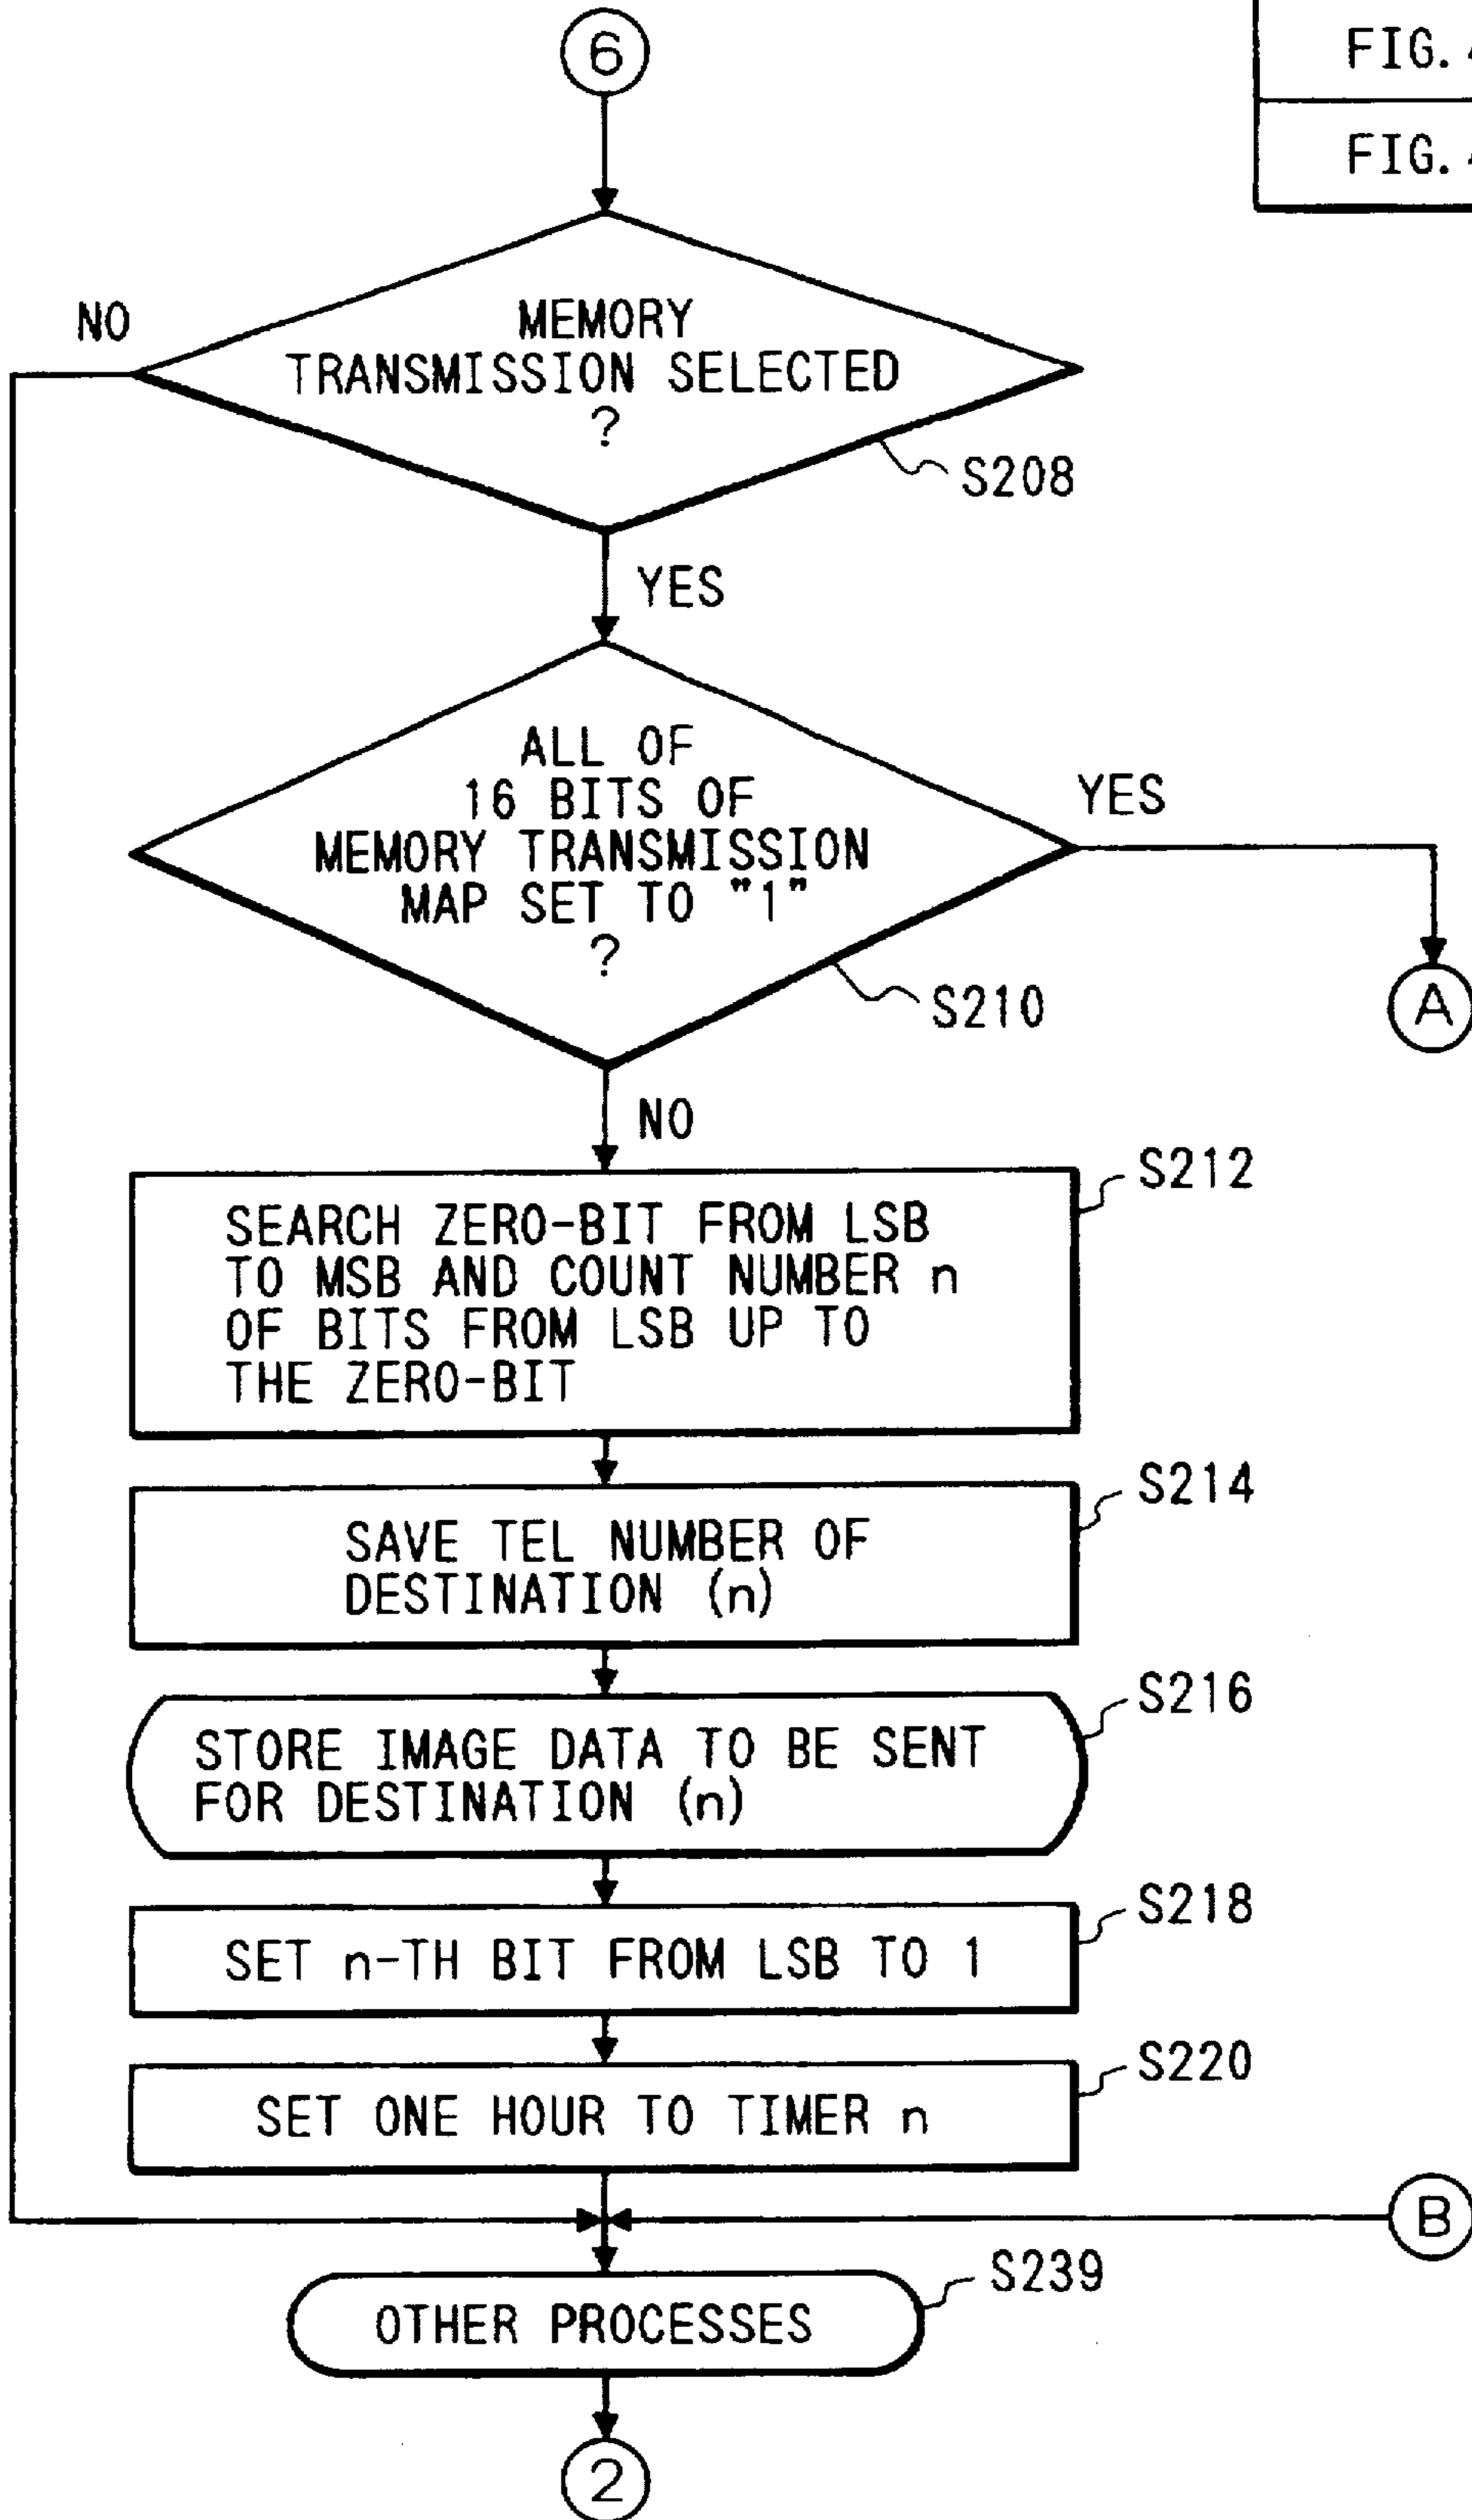 6
FIG.
FIG.
NO
MEMORY
TRANSMISSION SELECTED
?
S208
YES
ALL OF
16 BITS OF
MEMORY TRANSMISSION
MAP SET TO "1"
?
YES
S210
A
NO
S212
SEARCH ZERO-BIT FROM LSB
TO MSB AND COUNT NUMBER n
OF BITS FROM LSB UP TO
THE ZERO-BIT
S214
SAVE TEL NUMBER OF
DESTINATION (n)
S216
STORE IMAGE DATA TO BE SENT
FOR DESTINATION (n)
S218
SET n-TH BIT FROM LSB TO 1
S220
SET ONE HOUR TO TIMER n
B
S239
OTHER PROCESSES
2